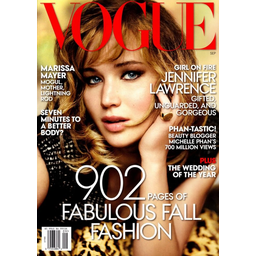 VOGUE
SEP
MARISSA
MAYER
MOGUL,
MOTHER,
LIGHTNING
ROD
SEVEN
MINUTES TO
A BETTER
BODY?
GIRL ON FIRE
JENNIFER
LAWRENCE
GIFTED,
UNGUARDED, AND
GORGEOUS
PHAN-TASTIC!
BEAUTY BLOGGER
MICHELLE PHAN'S
700 MILLION VIEWS
PLUS
THE WEDDING
OF THE YEAR
902 PAGES OF
FABULOUS FALL
FASHION